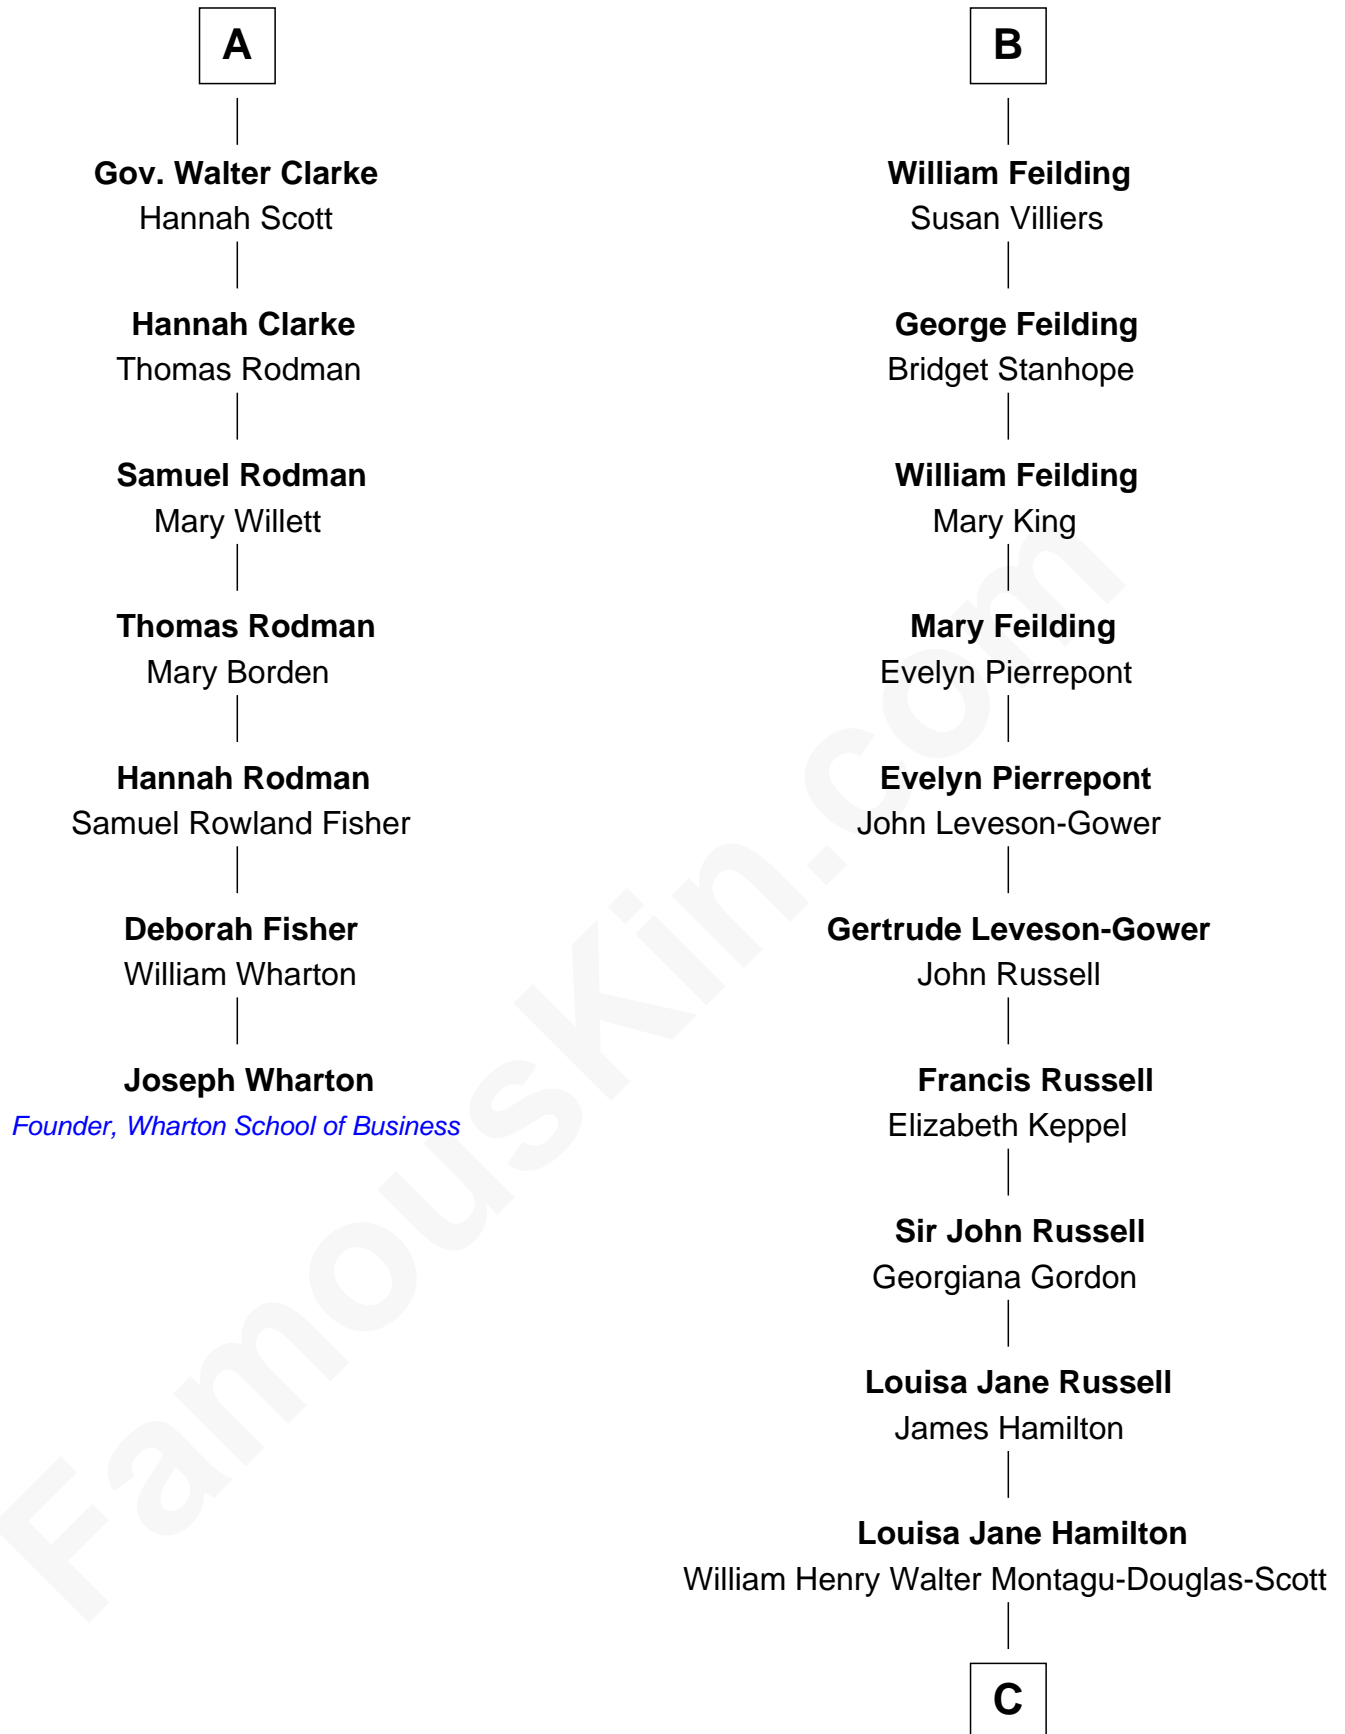 A
Gov. Walter Clarke
Hannah Scott
Hannah Clarke
Thomas Rodman
Samuel Rodman
Mary Willett
Thomas Rodman
Mary Borden
Hannah Rodman
Samuel Rowland Fisher
Deborah Fisher
William Wharton
Joseph Wharton
Founder, Wharton School of Business
B
William Feilding
Susan Villiers
George Feilding
Bridget Stanhope
William Feilding
Mary King
Mary Feilding
Evelyn Pierrepont
Evelyn Pierrepont
John Leveson-Gower
Gertrude Leveson-Gower
John Russell
Francis Russell
Elizabeth Keppel
Sir John Russell
Georgiana Gordon
Louisa Jane Russell
James Hamilton
Louisa Jane Hamilton
William Henry Walter Montagu-Douglas-Scott
C
FamousKin.com